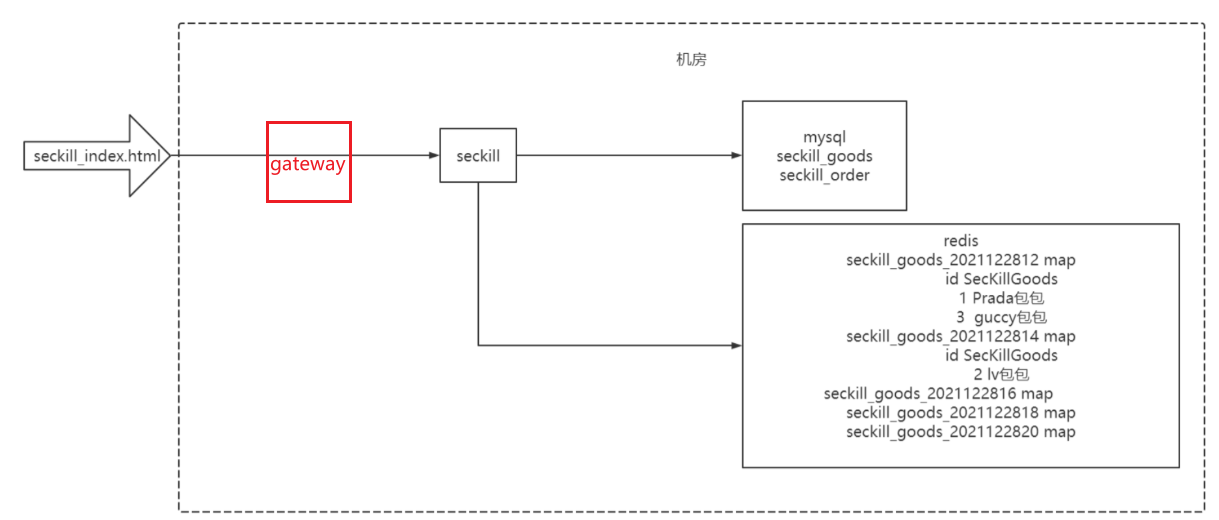 机房
seckill_index.html
gateway
seckill
mysql
seckill_goods
seckill_order
redis
seckill_goods_2021122812 map
id SecKillGoods
1 Prada包包
3 guccy包包
seckill_goods_2021122814 map
id SecKillGoods
2 lv包包
seckill_goods_2021122816 map
seckill_goods_2021122818 map
seckill_goods_2021122820 map